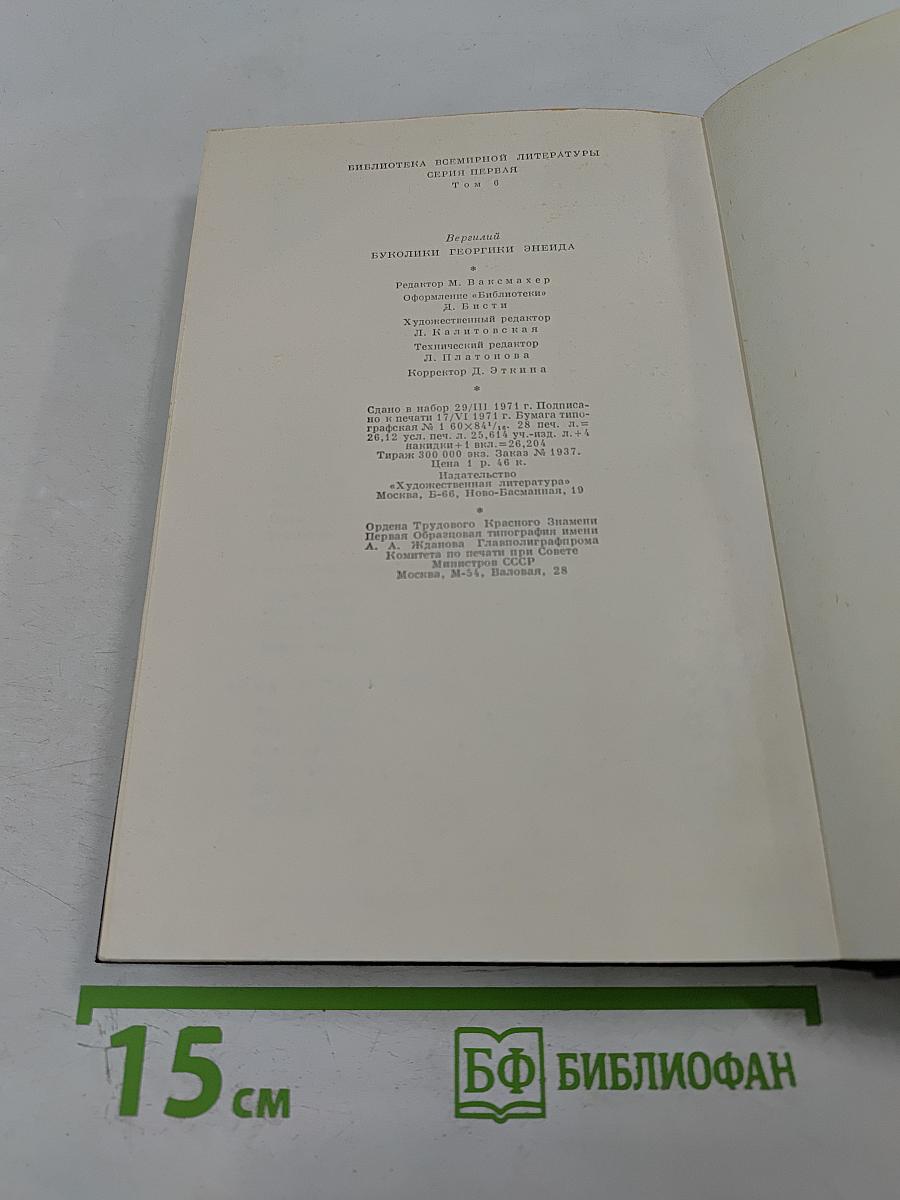 БИБЛИОТЕКА ВСЕМИРНОЙ ЛИТЕРАТУРЫ
СЕРИЯ ПЕРВАЯ
Том 6
Вергилий
БУКОЛИКИ ГЕОРГИКИ ЭНЕИДА
*
Редактор М. Ваксмахер
Оформление «Библиотеки»
Д. Бисти
Художественный редактор
Л. Калитовская
Технический редактор
Л. Платонова
Корректор Д. Эткина
*
Сдано в набор 29/III 1971 г. Подписа-
но к печати 17/VI 1971 г. Бумага типо-
графская № 1 60×84¹/₁₆. 28 печ. л.=
26,12 усл. печ. л. 25,614 уч.-изд. л.+4
накидки+1 вкл.=26,204
Тираж 300 000 экз. Заказ № 1937.
Цена 1 р. 46 к.
Издательство
«Художественная литература»
Москва, Б-66, Ново-Басманная, 19
*
Ордена Трудового Красного Знамени
Первая Образцовая типография имени
А. А. Жданова Главполиграфпрома
Комитета по печати при Совете
Министров СССР
Москва, М-54, Валовая, 28
15 см
БФ БИБЛИОФАН